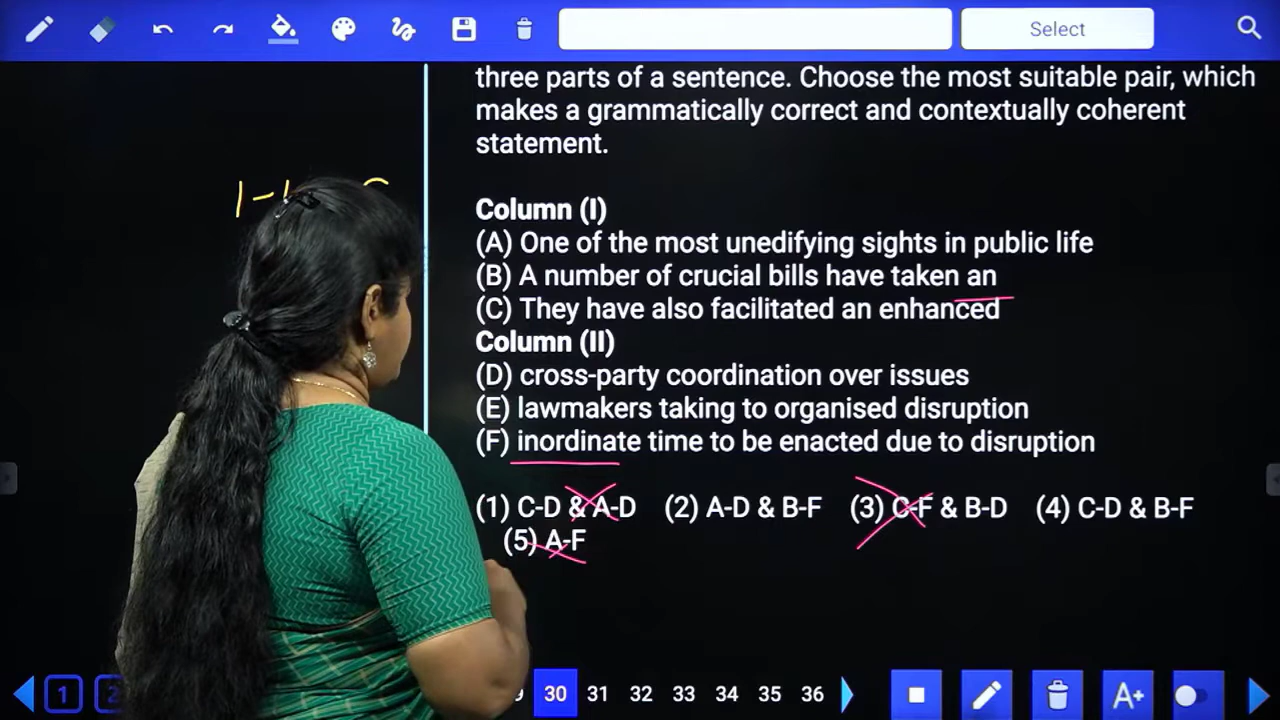 Select
three parts of a sentence. Choose the most suitable pair, which
makes a grammatically correct and contextually coherent
statement.
Column (I)
(A) One of the most unedifying sights in public life
(B) A number of crucial bills have taken an
(C) They have also facilitated an enhanced
Column (II)
(D) cross-party coordination over issues
(E) lawmakers taking to organised disruption
(F) inordinate time to be enacted due to disruption
(1) C-D & A-D (2) A-D & B-F (3) C-F & B-D (4) C-D & B-F
(5) A-F
1 2 9 30 31 32 33 34 35 36 A+